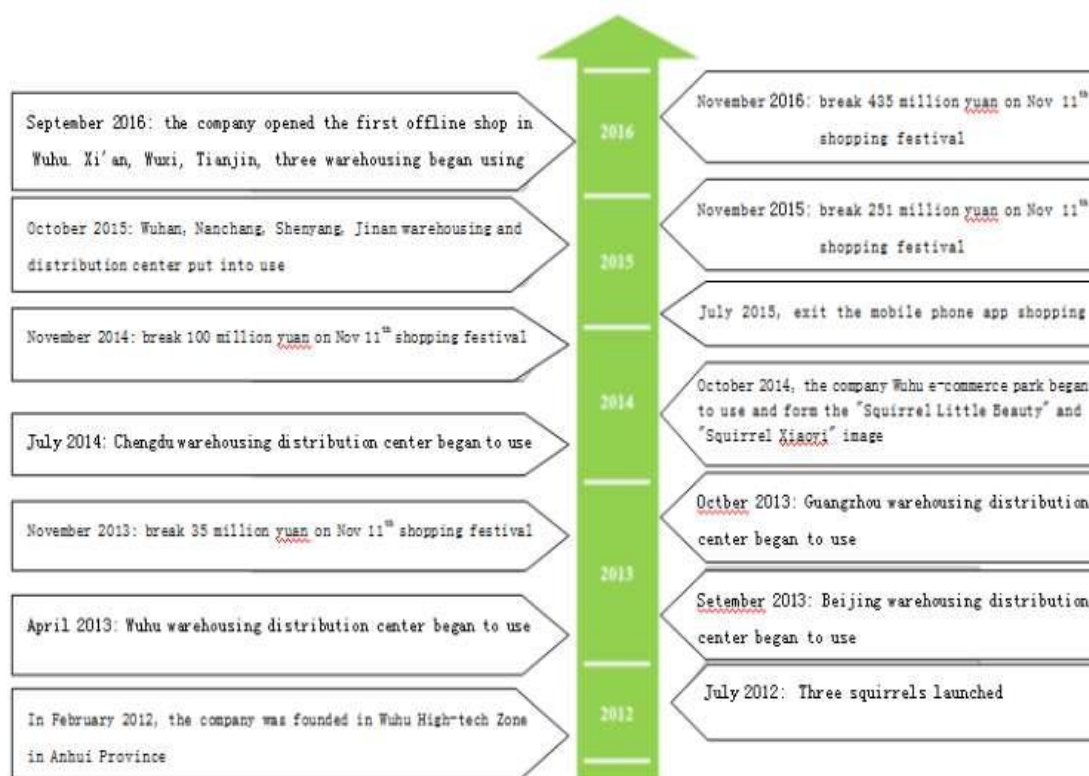 November 2016: break 435 million yuan on Nov 11th
shopping festival
September 2016: the company opened the first offline shop in
Wuhu. Xi'an, Wuxi, Tianjin, three warehousing began using
2016
November 2015: break 251 million yuan on Nov 11th
shopping festival
October 2015: Wuhan, Nanchang, Shenyang, Jinan warehousing and
distribution center put into use
2015
July 2015, exit the mobile phone app shopping
November 2014: break 100 million yuan on Nov 11th shopping festival
October 2014, the company Wuhu e-commerce park began
to use and form the "Squirrel Little Beauty" and
"Squirrel Xiaoyi" image
2014
July 2014: Chengdu warehousing distribution center began to use
Octber 2013: Guangzhou warehousing distribution
center began to use
November 2013: break 35 million yuan on Nov 11th shopping festival
2013
Setember 2013: Beijing warehousing distribution
center began to use
April 2013: Wuhu warehousing distribution center began to use
July 2012: Three squirrels launched
2012
In February 2012, the company was founded in Wuhu High-tech Zone
in Anhui Province